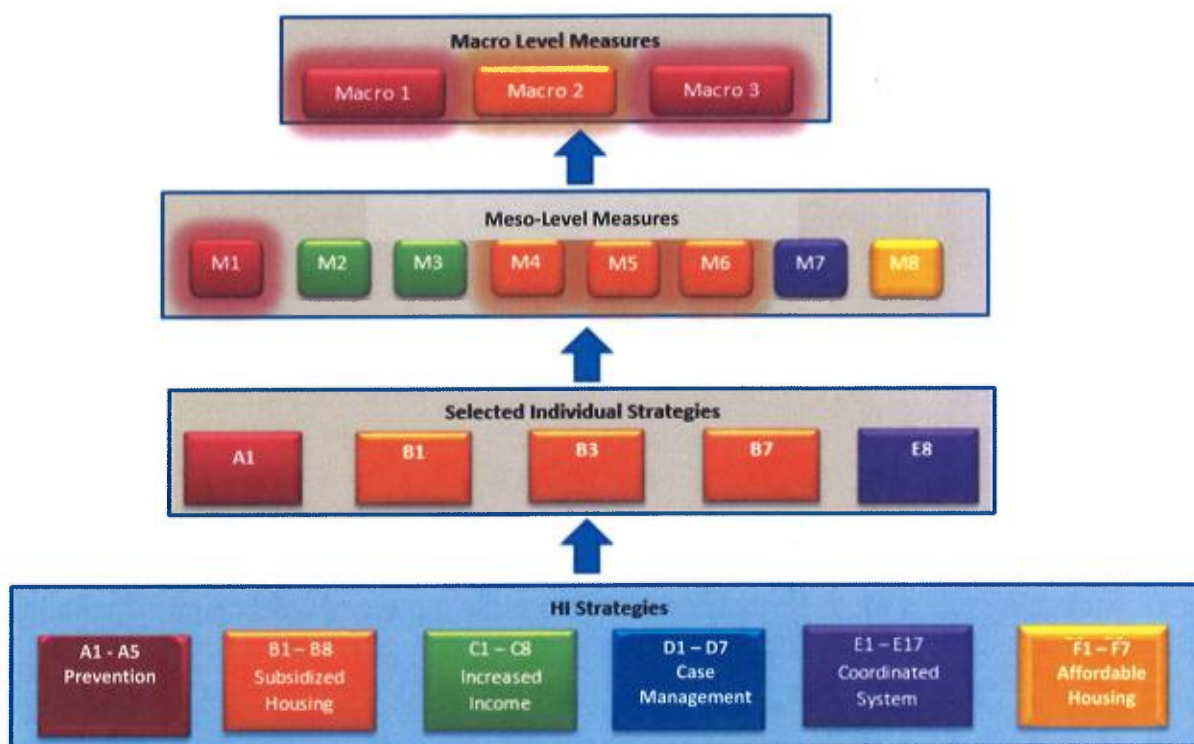 Macro Level Measures
Macro 1
Macro 2
Macro 3
Meso-Level Measures
M1
M2
M3
M4
M5
M6
M7
M8
Selected Individual Strategies
A1
B1
B3
B7
E8
HI Strategies
A1 - A5
Prevention
B1 – B8
Subsidized
Housing
C1 – C8
Increased
Income
D1 – D7
Case
Management
E1 – E17
Coordinated
System
F1 – F7
Affordable
Housing